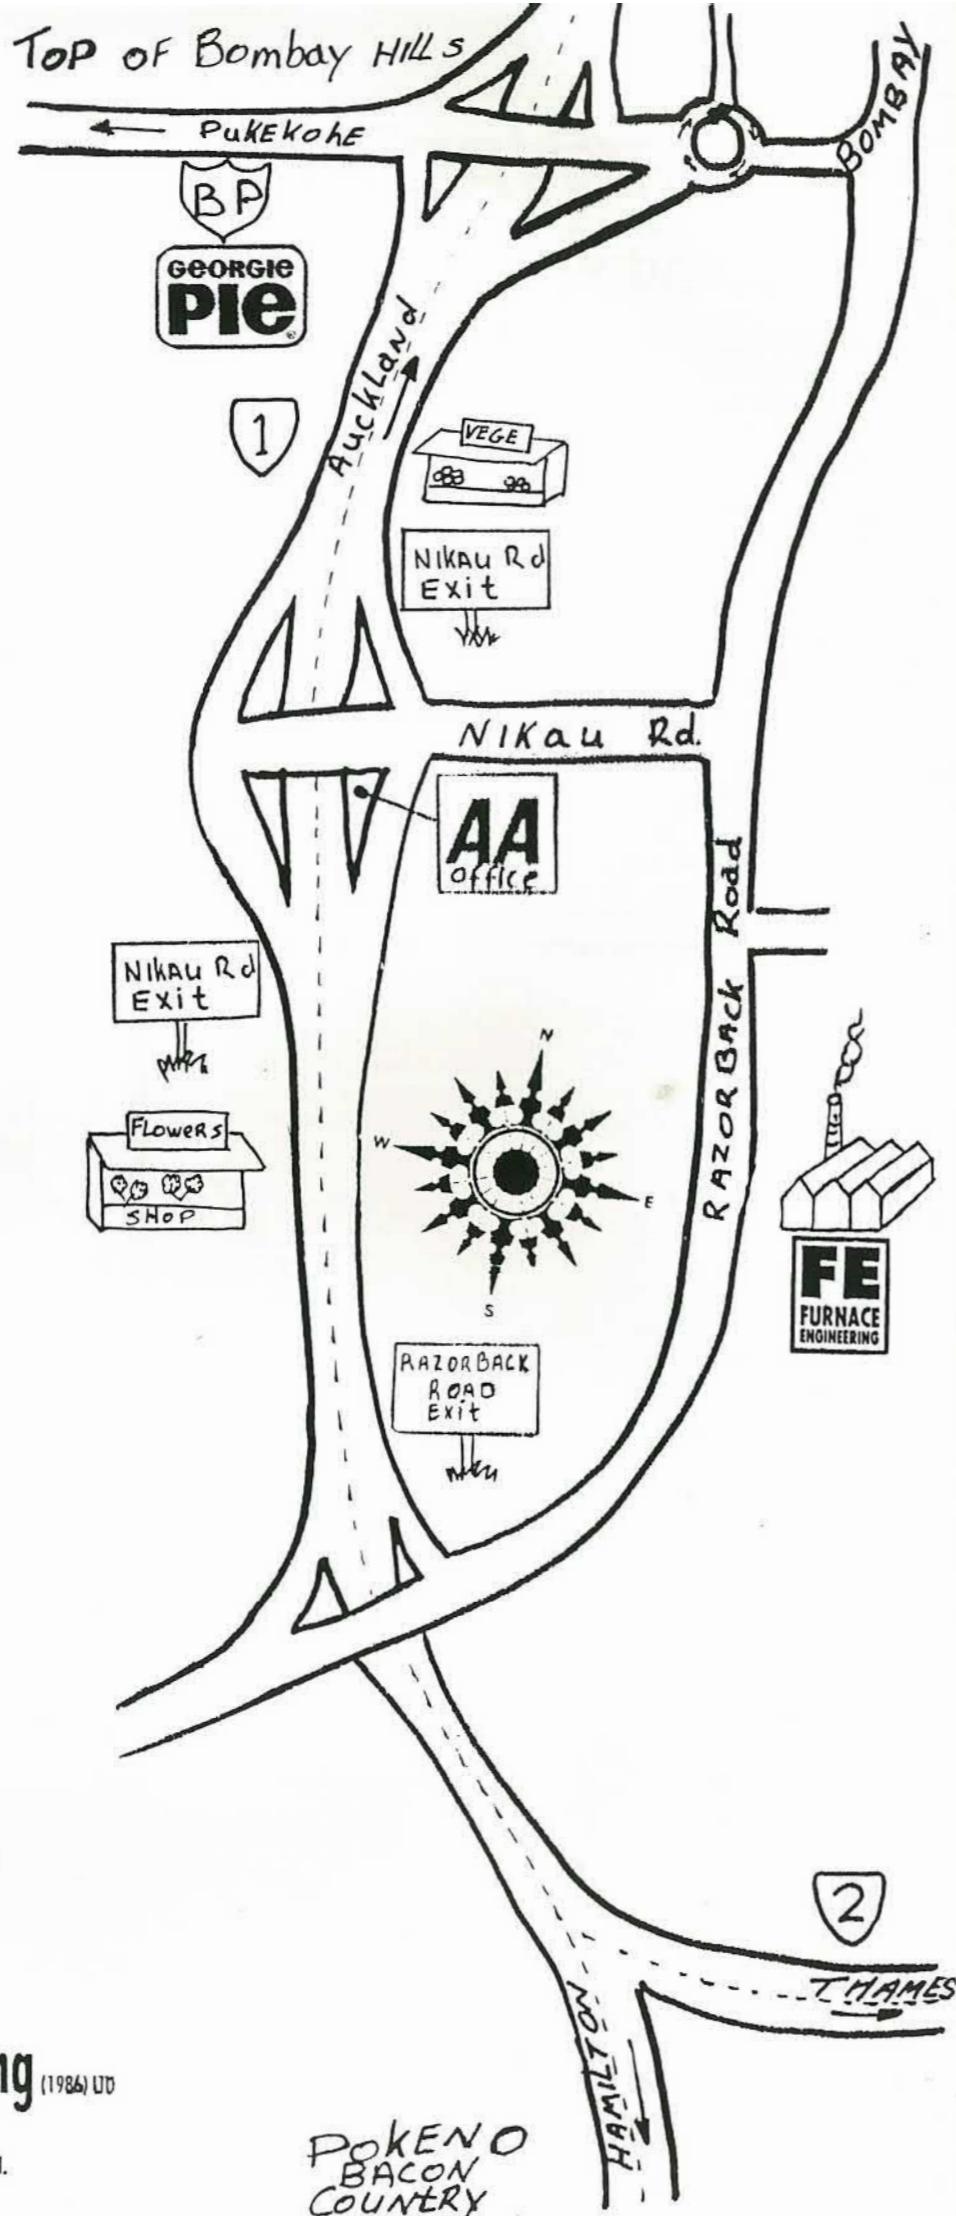 TOP OF Bombay HILLS
PUKEKOHE
BP
GEORGIE
PIE
BOMBAY
AUCKLAND
1
VEGE
NIKAU Rd
Exit
NIKau Rd.
AA
office
NIKAU Rd
Exit
FLOWERS
SHOP
N
W
E
S
RAZORBACK Road
FE
FURNACE
ENGINEERING
RAZORBACK
ROAD
Exit
2
THAMES
HAMILTON
(1986) LTD
POKENO
BACON
COUNTRY